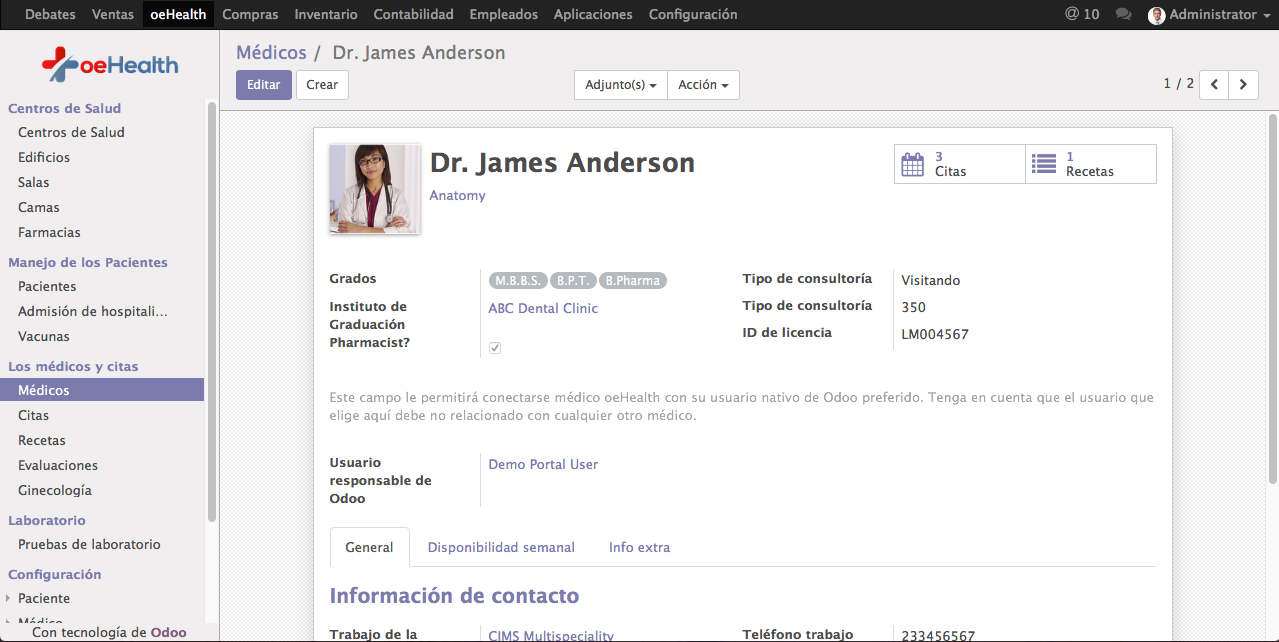 Debates Ventas oeHealth Compras Inventario Contabilidad Empleados Aplicaciones Configuración @ 10 Administrator
oeHealth
Centros de Salud
Centros de Salud
Edificios
Salas
Camas
Farmacias
Manejo de los Pacientes
Pacientes
Admisión de hospitali...
Vacunas
Los médicos y citas
Médicos
Citas
Recetas
Evaluaciones
Ginecología
Laboratorio
Pruebas de laboratorio
Configuración
Paciente
Médico
Con tecnología de Odoo
Médicos / Dr. James Anderson
Editar Crear Adjunto(s) Acción 1 / 2
Dr. James Anderson
Anatomy
3
Citas
1
Recetas
Grados M.B.B.S. B.P.T. B.Pharma
Instituto de Graduación ABC Dental Clinic
Pharmacist?
Tipo de consultoría Visitando
Tipo de consultoría 350
ID de licencia LM004567
Este campo le permitirá conectarse médico oeHealth con su usuario nativo de Odoo preferido. Tenga en cuenta que el usuario que
elige aquí debe no relacionado con cualquier otro médico.
Usuario
responsable de
Odoo
Demo Portal User
General Disponibilidad semanal Info extra
Información de contacto
Trabajo de la CIMS Multispeciality Teléfono trabajo 233456567